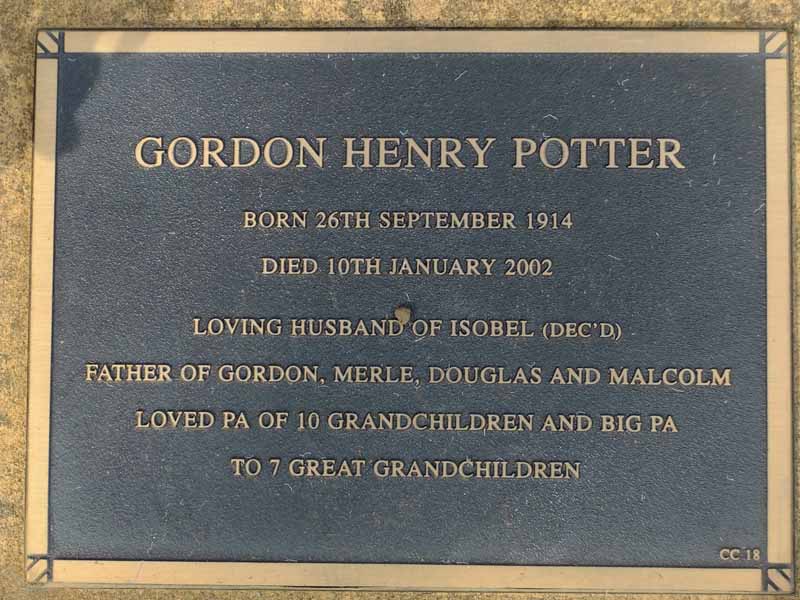 GORDON HENRY POTTER
BORN 26TH SEPTEMBER 1914
DIED 10TH JANUARY 2002
LOVING HUSBAND OF ISOBEL (DEC'D,)
FATHER OF GORDON, MERLE, DOUGLAS AND MALCOLM
LOVED PA OF 10 GRANDCHILDREN AND BIG PA
TO 7 GREAT GRANDCHILDREN
CC 18